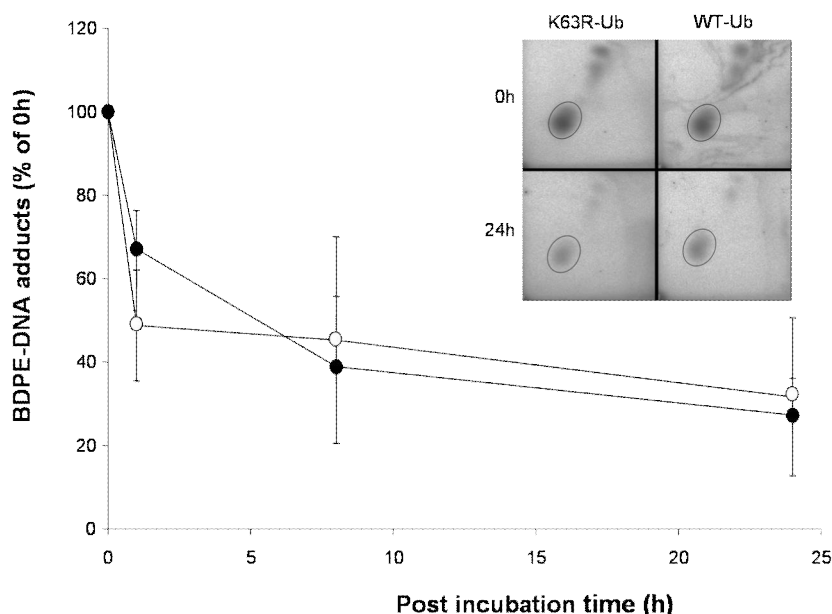 K63R-Ub WT-Ub
0h
24h
BDPE-DNA adducts (% of 0h)
120
100
80
60
40
20
0
0 5 10 15 20 25
Post incubation time (h)